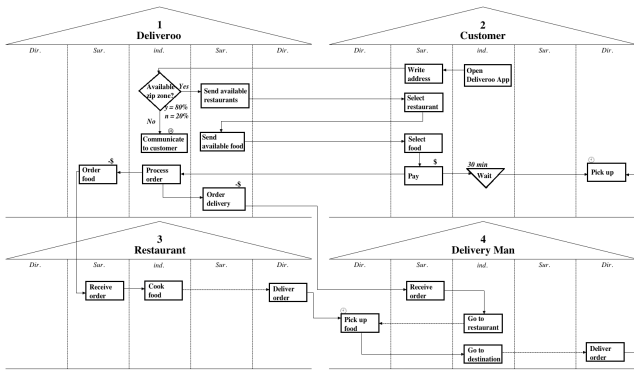 1
Deliveroo
Dir.
Sur.
ind.
Sur.
Dir.
Available
zip zone?
Yes
y = 80%
n = 20%
No
Send available
restaurants
Communicate
to customer
Send
available food
-$
Order
food
Process
order
-$
Order
delivery
2
Customer
Dir.
Sur.
ind.
Sur.
Dir.
Write
address
Open
Deliveroo App
Select
restaurant
Select
food
$
Pay
30 min
Wait
Pick up
3
Restaurant
Dir.
Sur.
ind.
Sur.
Dir.
Receive
order
Cook
food
Deliver
order
4
Delivery Man
Dir.
Sur.
ind.
Sur.
Dir.
Receive
order
Pick up
food
Go to
restaurant
Go to
destination
Deliver
order